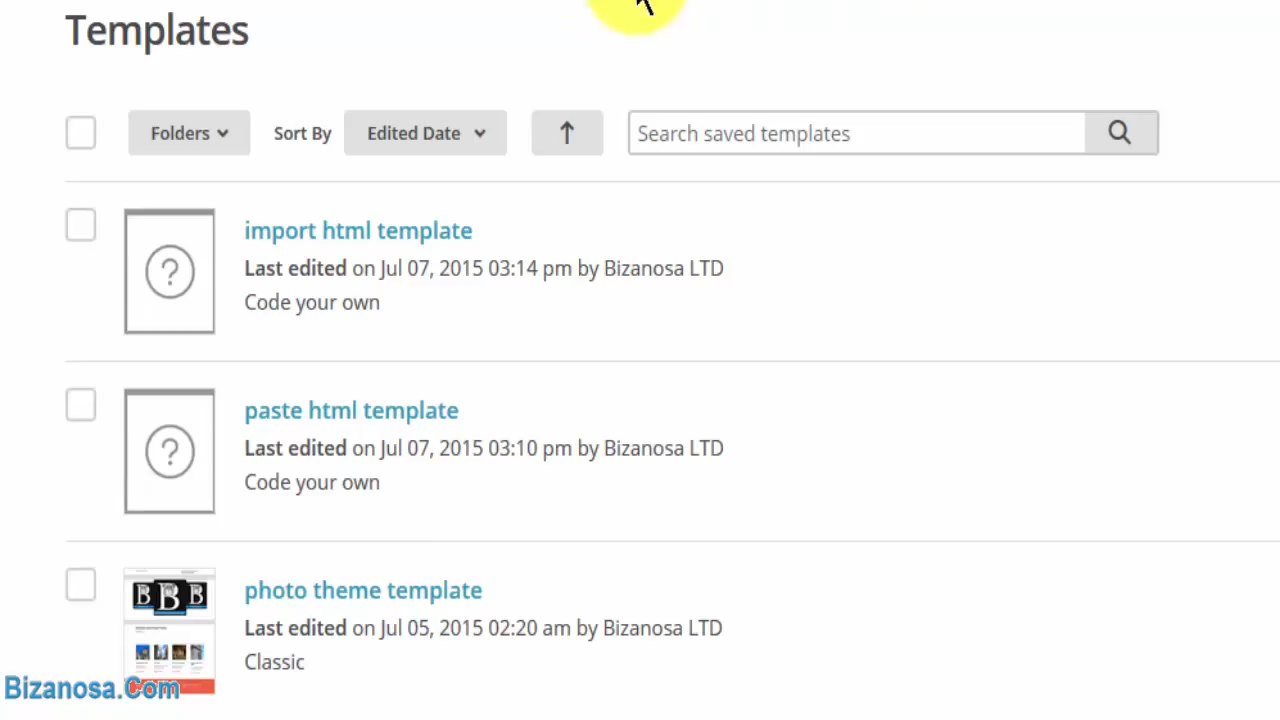 Templates
Folders Sort By Edited Date Search saved templates
import html template
Last edited on Jul 07, 2015 03:14 pm by Bizanosa LTD
Code your own
paste html template
Last edited on Jul 07, 2015 03:10 pm by Bizanosa LTD
Code your own
BBB
photo theme template
Last edited on Jul 05, 2015 02:20 am by Bizanosa LTD
Classic
Bizanosa.Com